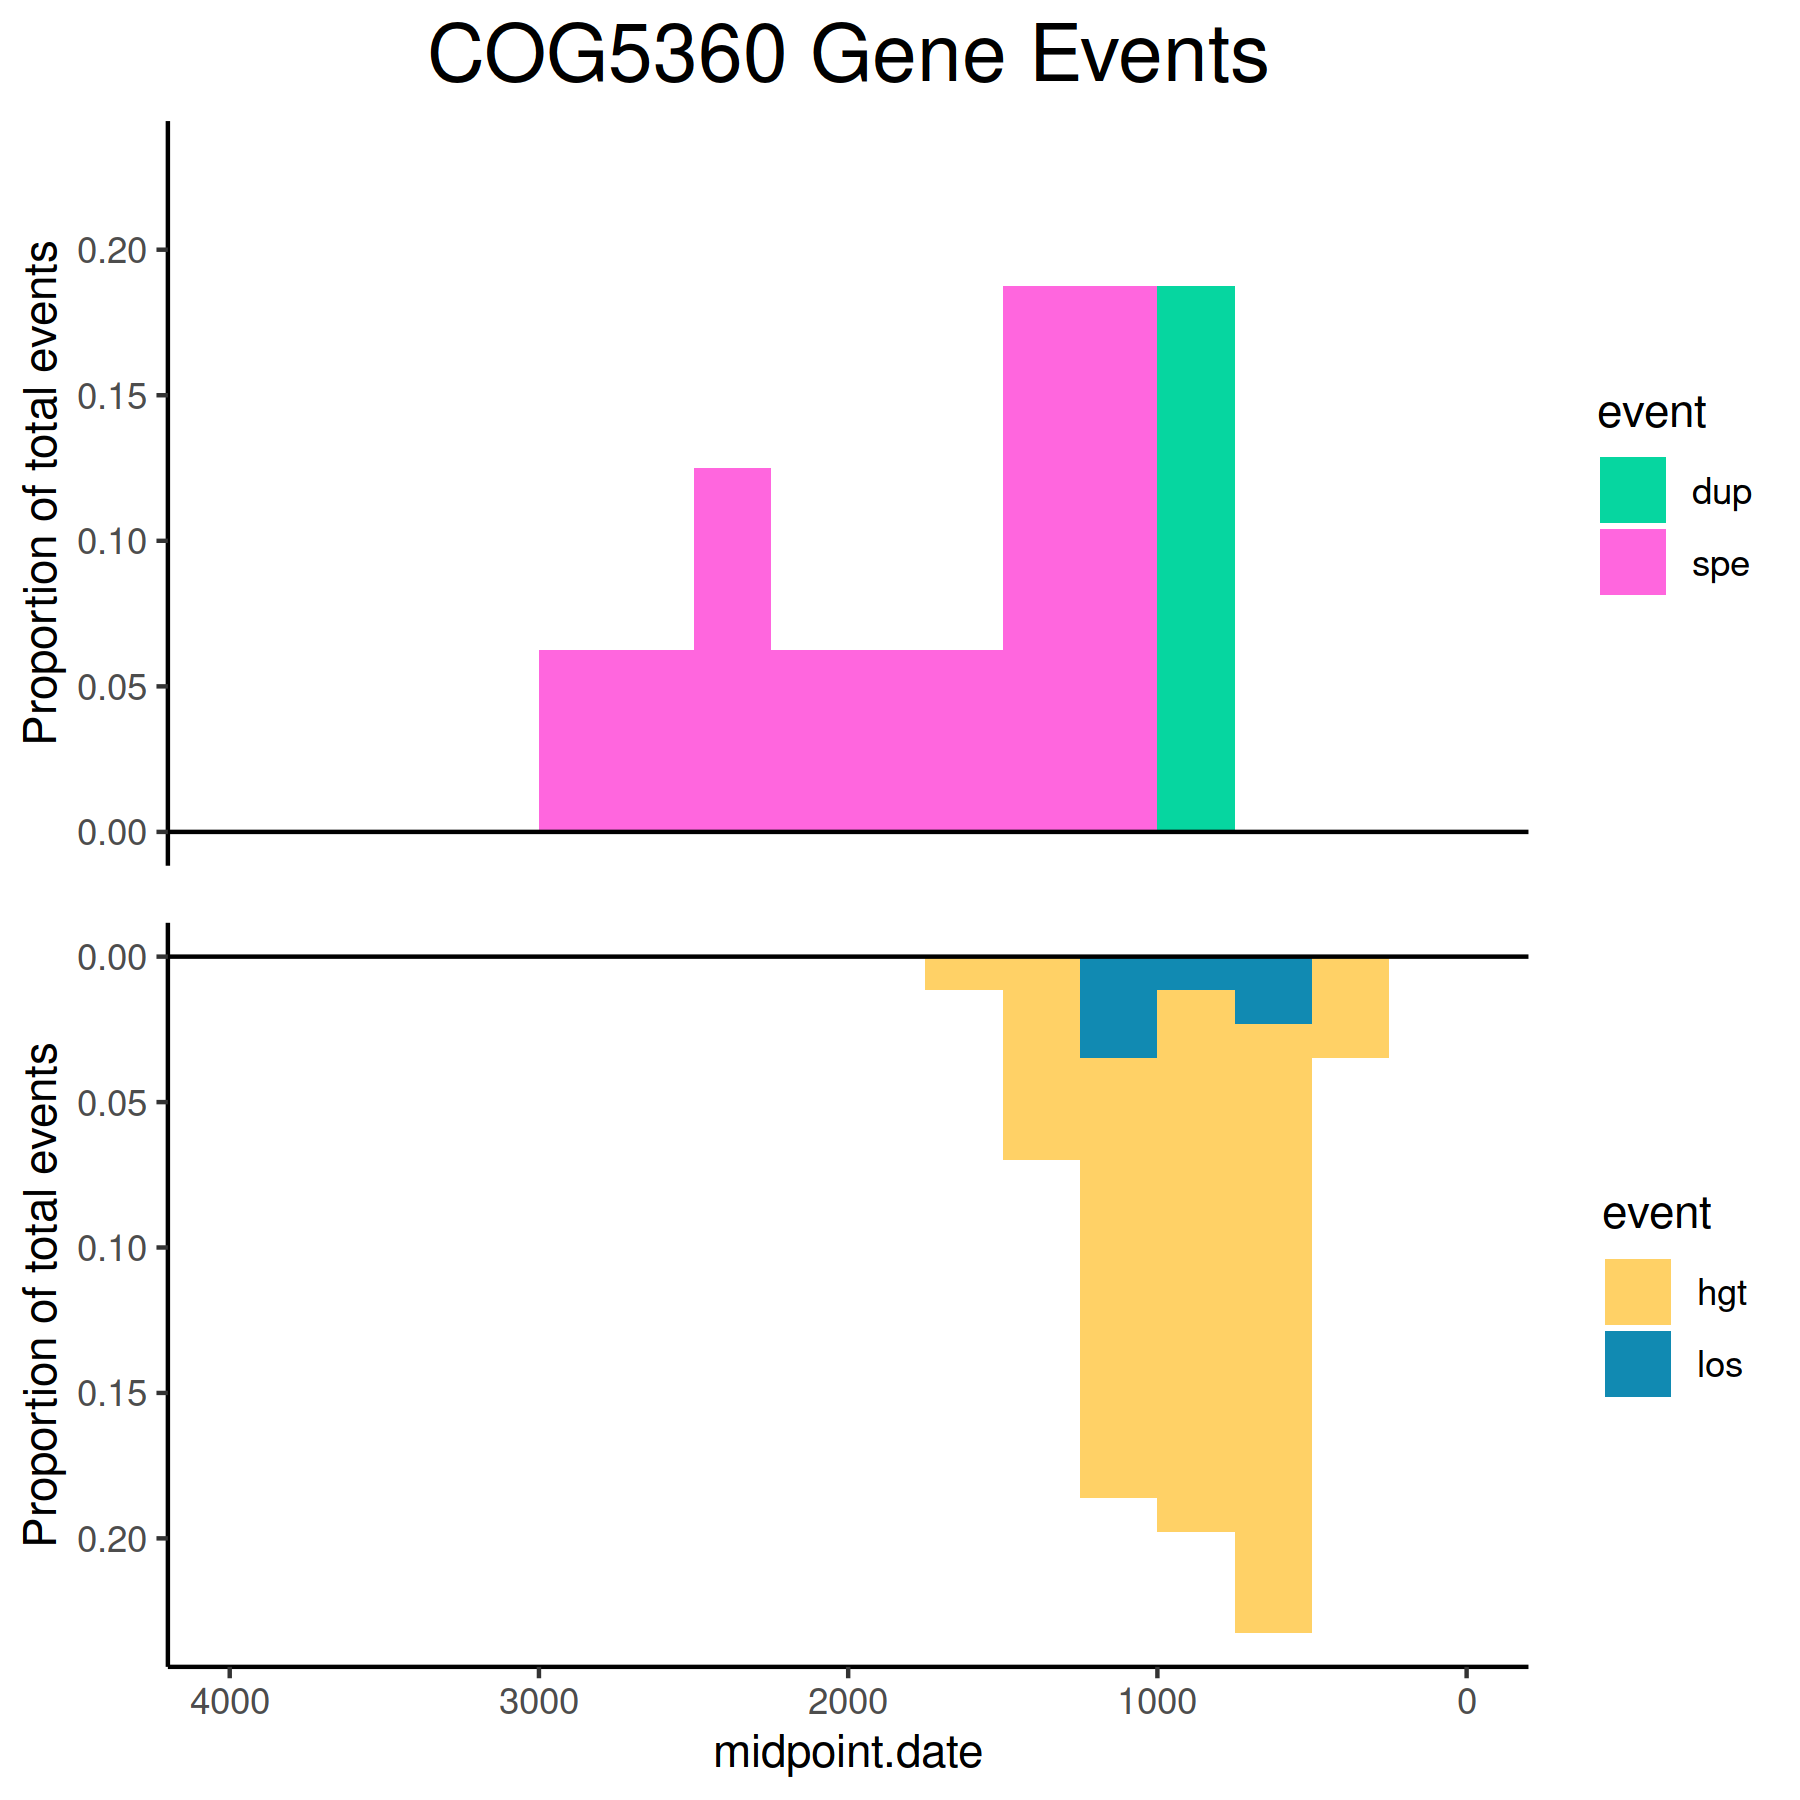 COG5360 Gene Events
Proportion of total events
0.20
0.15
0.10
0.05
0.00
event
dup
spe
Proportion of total events
0.00
0.05
0.10
0.15
0.20
event
hgt
los
4000 3000 2000 1000 0
midpoint.date